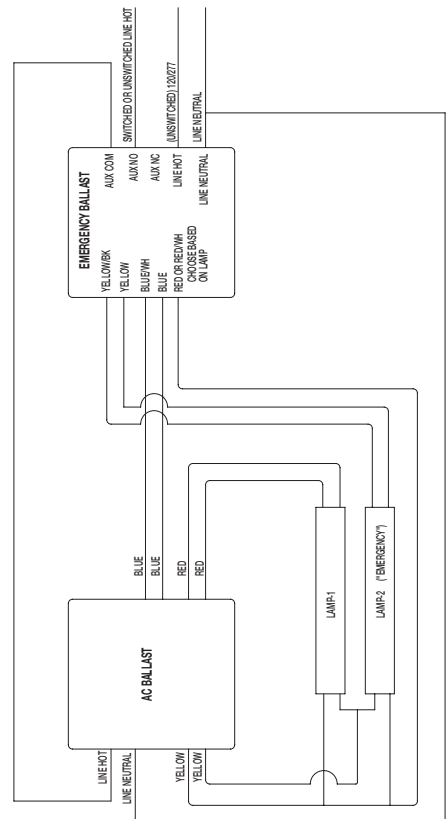 EMERGENCY BALLAST
AUX COM
AUX NO
AUX NC
LINE HOT
LINE NEUTRAL
SWITCHED OR UNSWITCHED LINE HOT
(UNSWITCHED) 120/277
LINE NEUTRAL
YELLOW/BK
YELLOW
BLUE/WH
BLUE
RED OR RED/WH
CHOOSE BASED
ON LAMP
BLUE
BLUE
RED
RED
AC BALLAST
LINE HOT
LINE NEUTRAL
YELLOW
YELLOW
LAMP-1
LAMP-2 ("EMERGENCY")